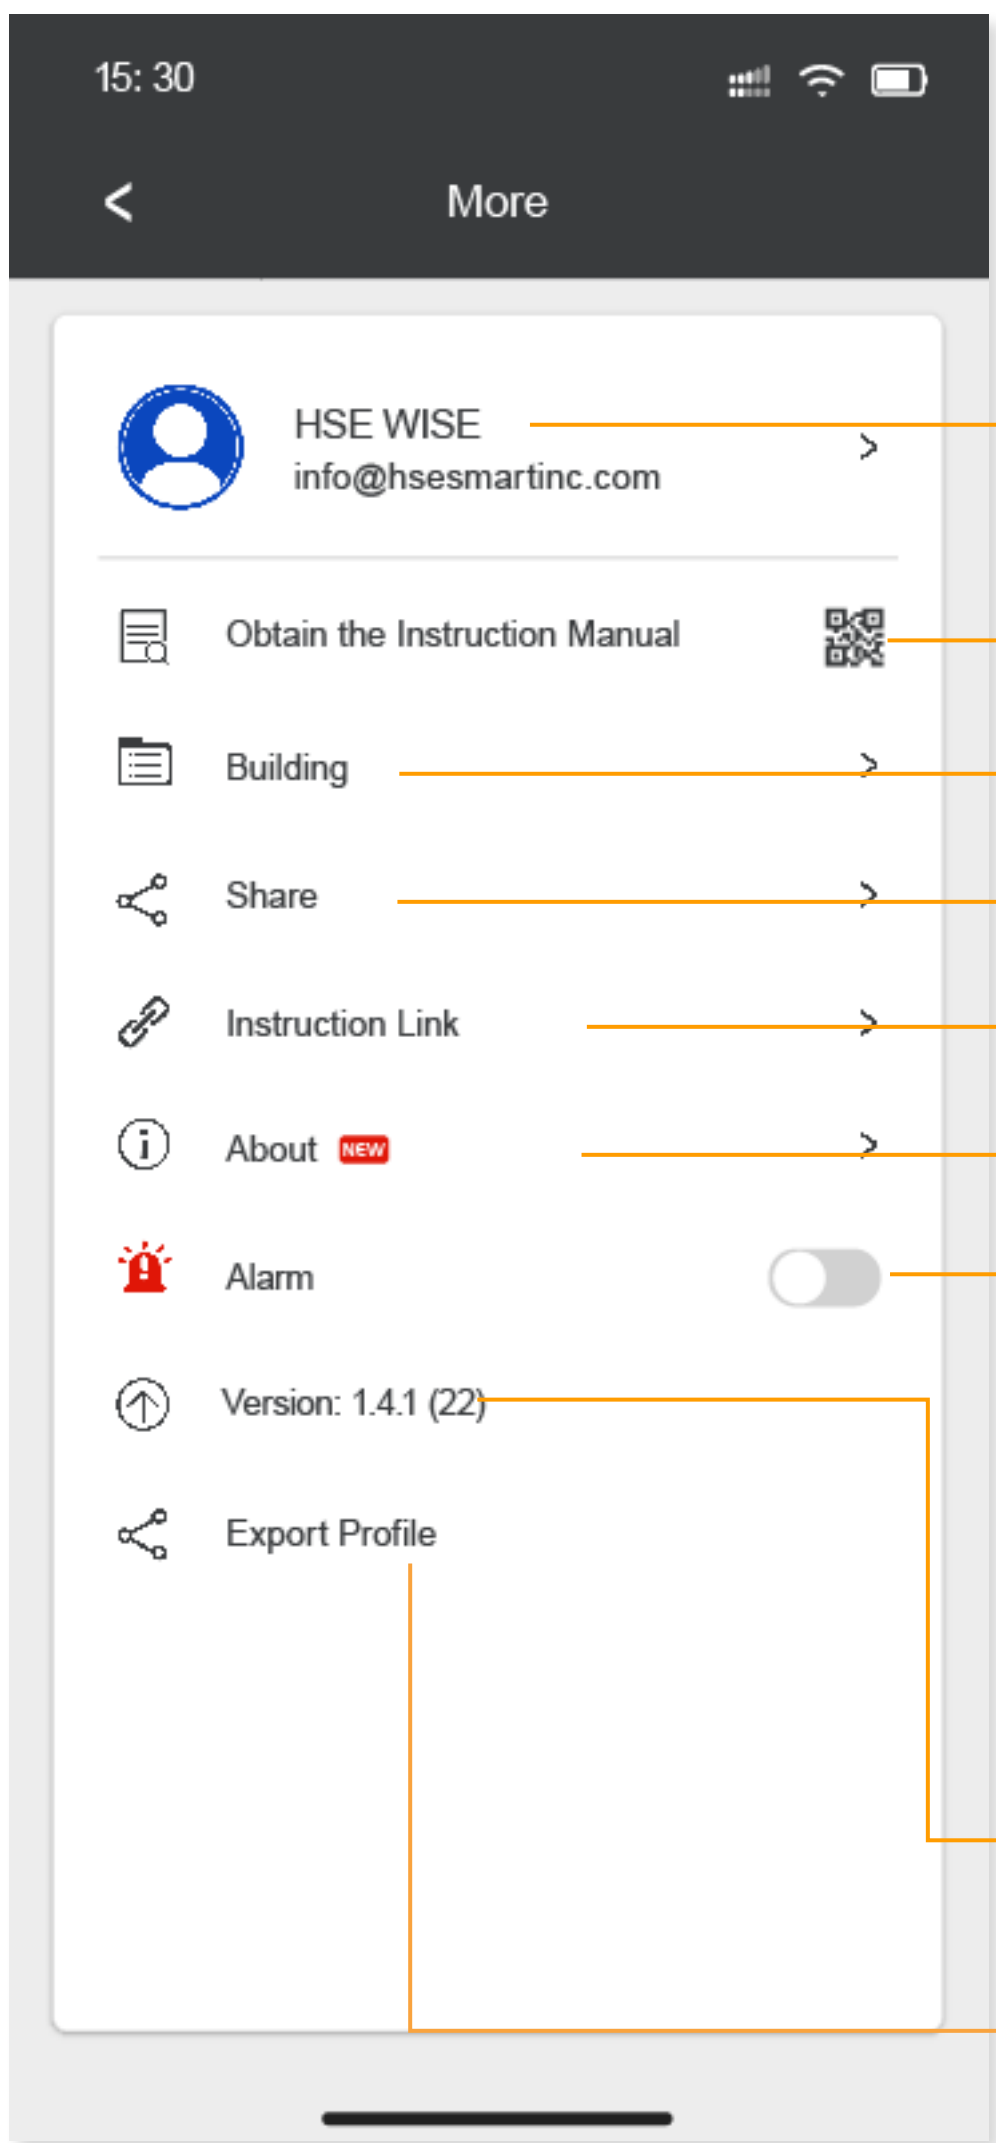 15: 30
More
HSE WISE
info@hsesmartinc.com
Obtain the Instruction Manual
Building
Share
Instruction Link
About NEW
Alarm
Version: 1.4.1 (22)
Export Profile